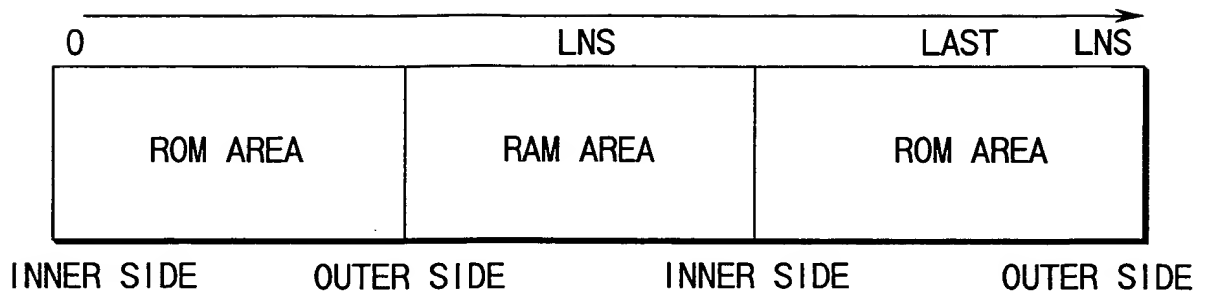 0 LNS LAST LNS
ROM AREA RAM AREA ROM AREA
INNER SIDE OUTER SIDE INNER SIDE OUTER SIDE